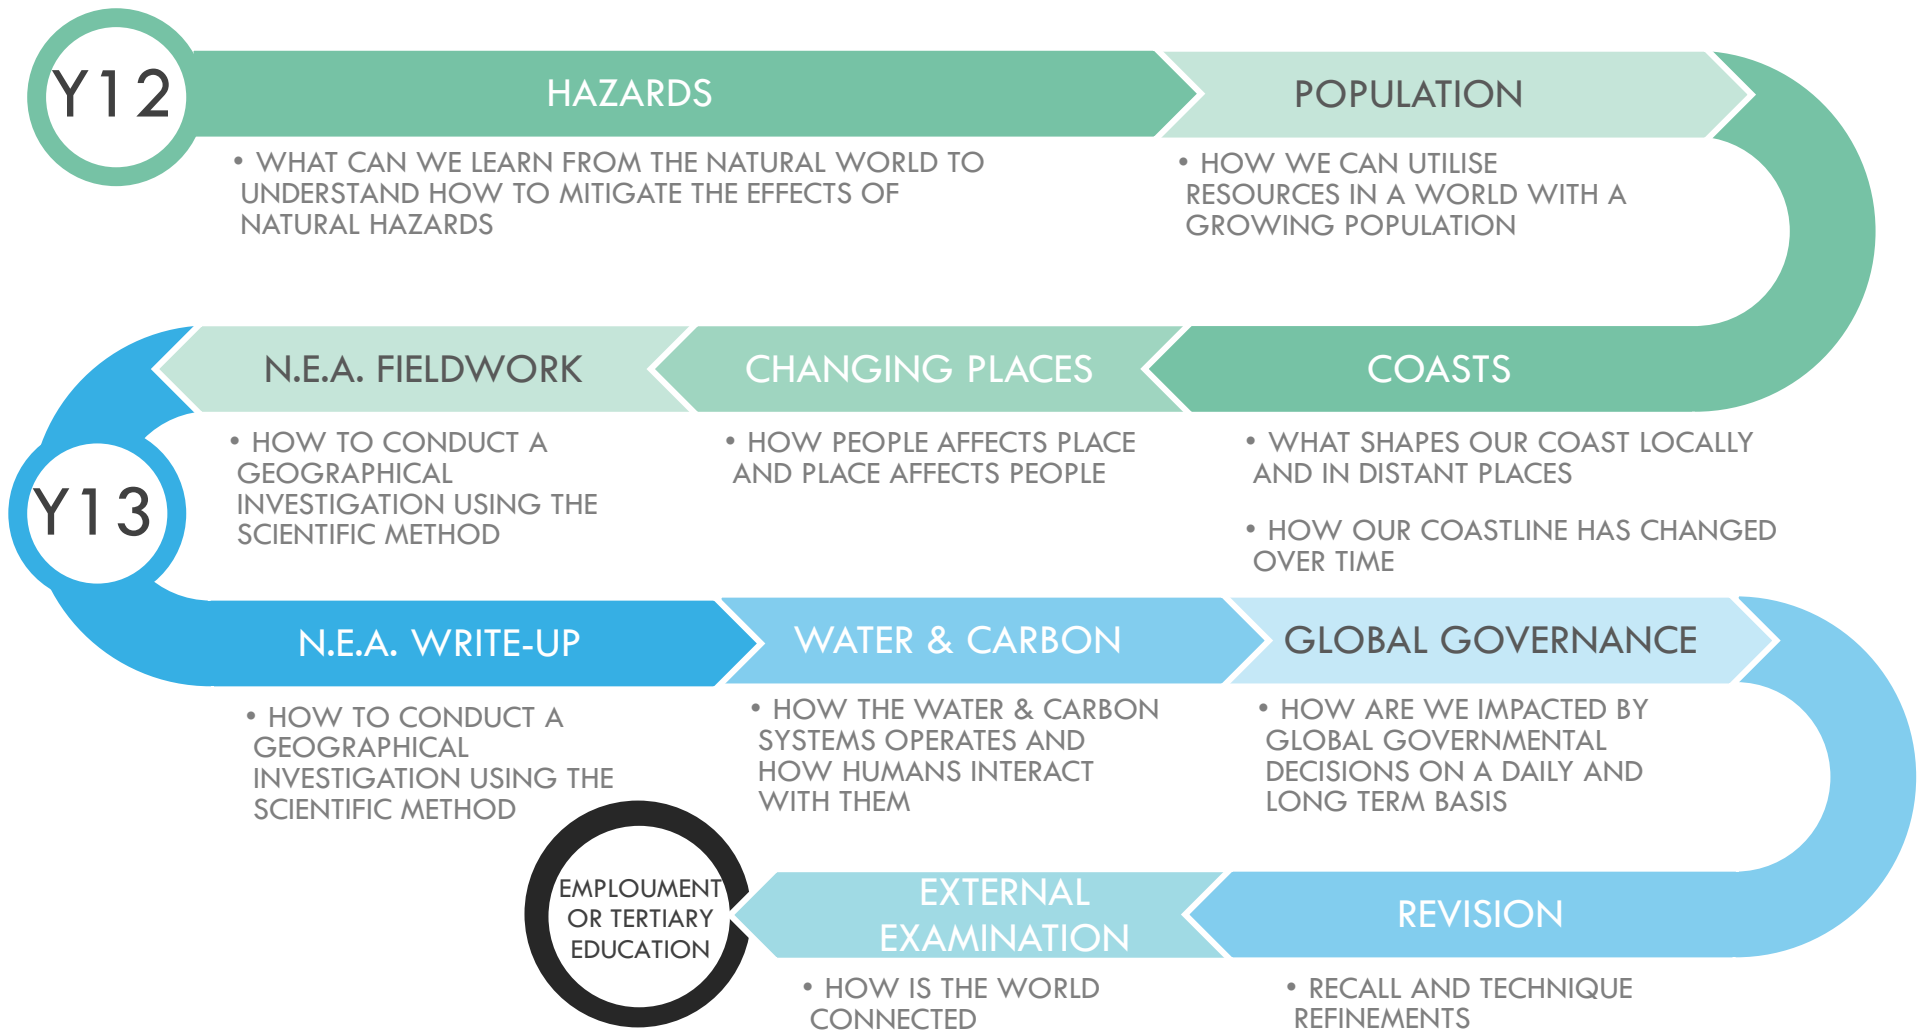 Y12
HAZARDS
• WHAT CAN WE LEARN FROM THE NATURAL WORLD TO
UNDERSTAND HOW TO MITIGATE THE EFFECTS OF
NATURAL HAZARDS
POPULATION
• HOW WE CAN UTILISE
RESOURCES IN A WORLD WITH A
GROWING POPULATION
COASTS
• WHAT SHAPES OUR COAST LOCALLY
AND IN DISTANT PLACES
• HOW OUR COASTLINE HAS CHANGED
OVER TIME
CHANGING PLACES
• HOW PEOPLE AFFECTS PLACE
AND PLACE AFFECTS PEOPLE
N.E.A. FIELDWORK
• HOW TO CONDUCT A
GEOGRAPHICAL
INVESTIGATION USING THE
SCIENTIFIC METHOD
Y13
N.E.A. WRITE-UP
• HOW TO CONDUCT A
GEOGRAPHICAL
INVESTIGATION USING THE
SCIENTIFIC METHOD
WATER & CARBON
• HOW THE WATER & CARBON
SYSTEMS OPERATES AND
HOW HUMANS INTERACT
WITH THEM
GLOBAL GOVERNANCE
• HOW ARE WE IMPACTED BY
GLOBAL GOVERNMENTAL
DECISIONS ON A DAILY AND
LONG TERM BASIS
REVISION
• RECALL AND TECHNIQUE
REFINEMENTS
EXTERNAL
EXAMINATION
• HOW IS THE WORLD
CONNECTED
EMPLOUMENT
OR TERTIARY
EDUCATION